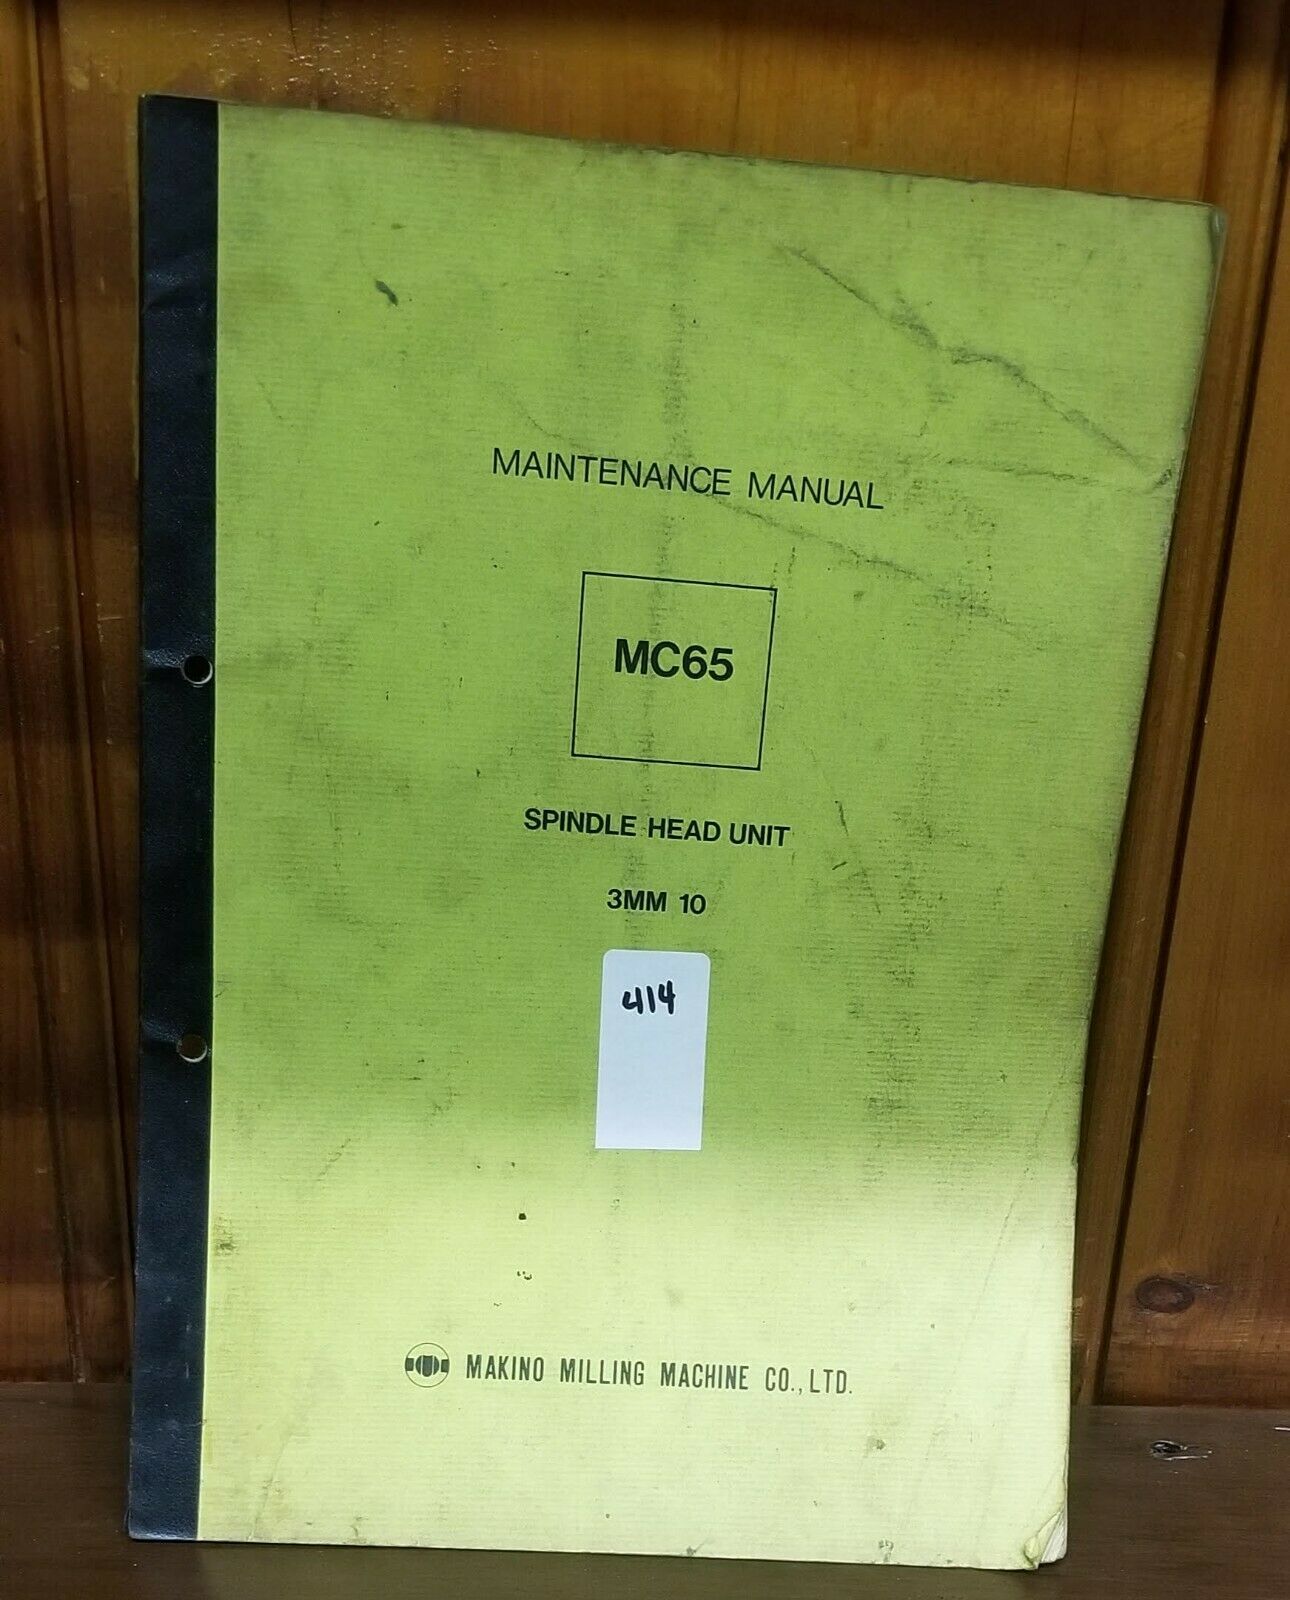 MAINTENANCE MANUAL
MC65
SPINDLE HEAD UNIT
3MM 10
414
MAKINO MILLING MACHINE CO., LTD.